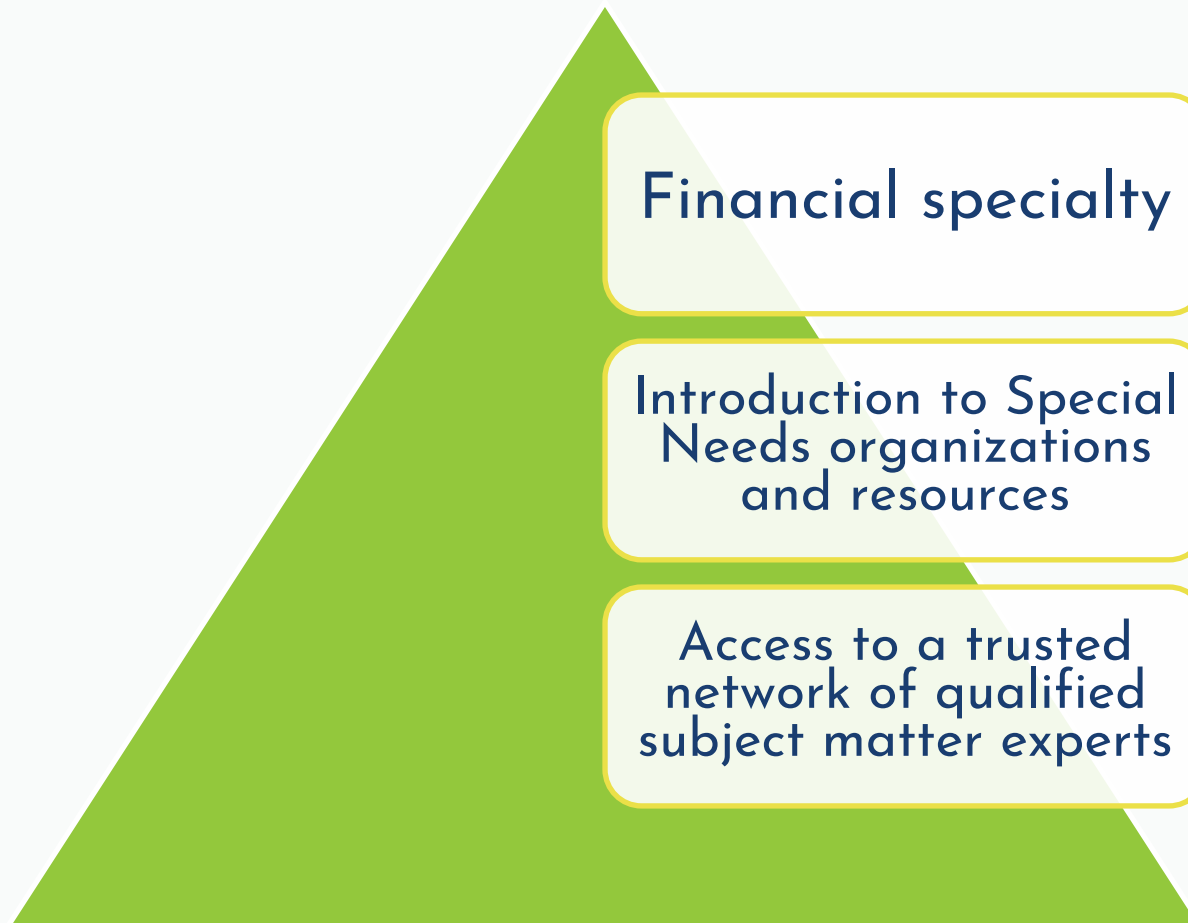 Financial specialty
Introduction to Special
Needs organizations
and resources
Access to a trusted
network of qualified
subject matter experts